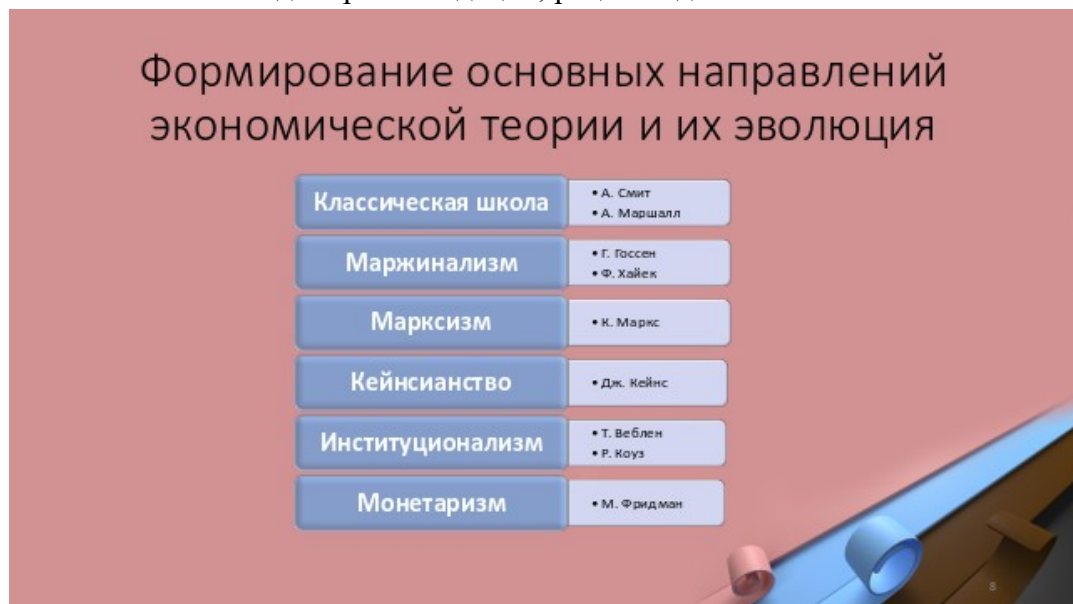 Формирование основных направлений
экономической теории и их эволюция
Классическая школа
• А. Смит
• А. Маршалл
Маржинализм
• Г. Госсен
• Ф. Хайек
Марксизм
• К. Маркс
Кейнсианство
• Дж. Кейнс
Институционализм
• Т. Веблен
• Р. Коуз
Монетаризм
• М. Фридман
8